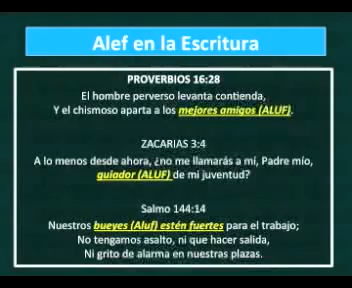 Alef en la Escritura
PROVERBIOS 16:28
El hombre perverso levanta contienda,
Y el chismoso aparta a los mejores amigos (ALUF).
ZACARIAS 3:4
A lo menos desde ahora, ¿no me llamarás a mí, Padre mío,
guiador (ALUF) de mi juventud?
Salmo 144:14
Nuestros bueyes (Aluf) estén fuertes para el trabajo;
No tengamos asalto, ni que hacer salida,
Ni grito de alarma en nuestras plazas.